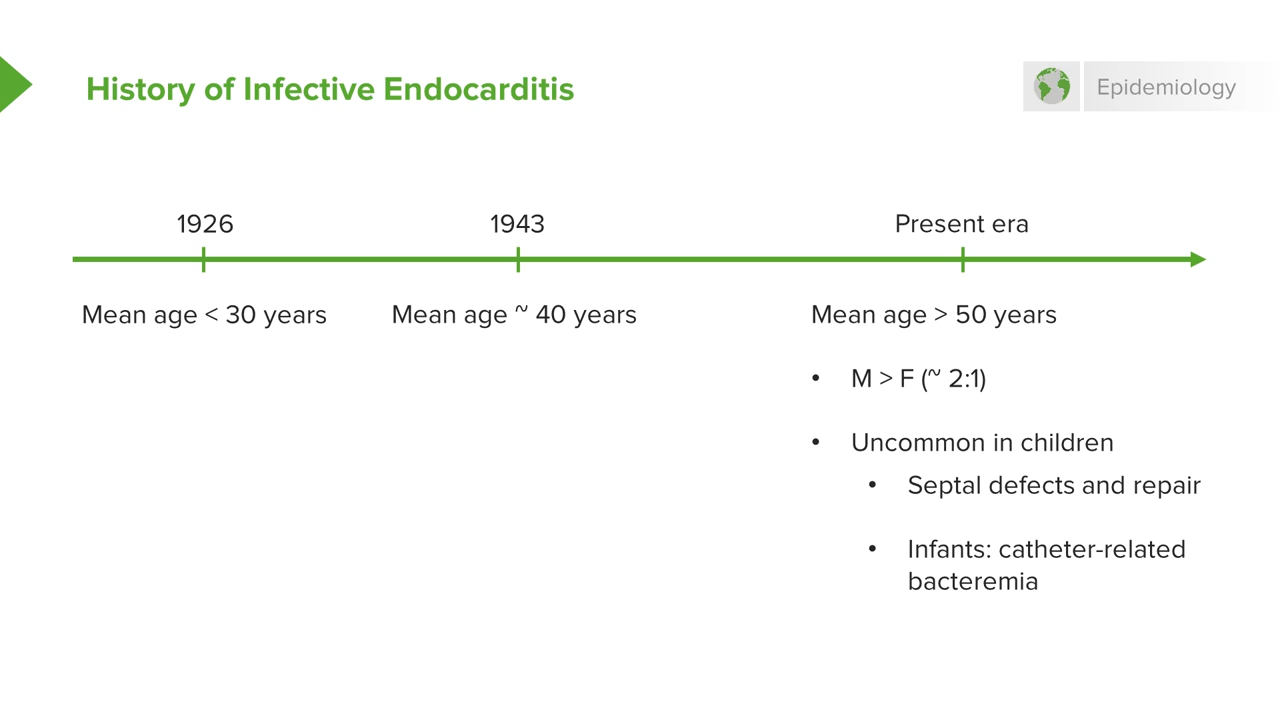 History of Infective Endocarditis
Epidemiology
1926
1943
Present era
Mean age < 30 years
Mean age ~ 40 years
Mean age > 50 years
• M > F (~ 2:1)
• Uncommon in children
• Septal defects and repair
• Infants: catheter-related
bacteremia